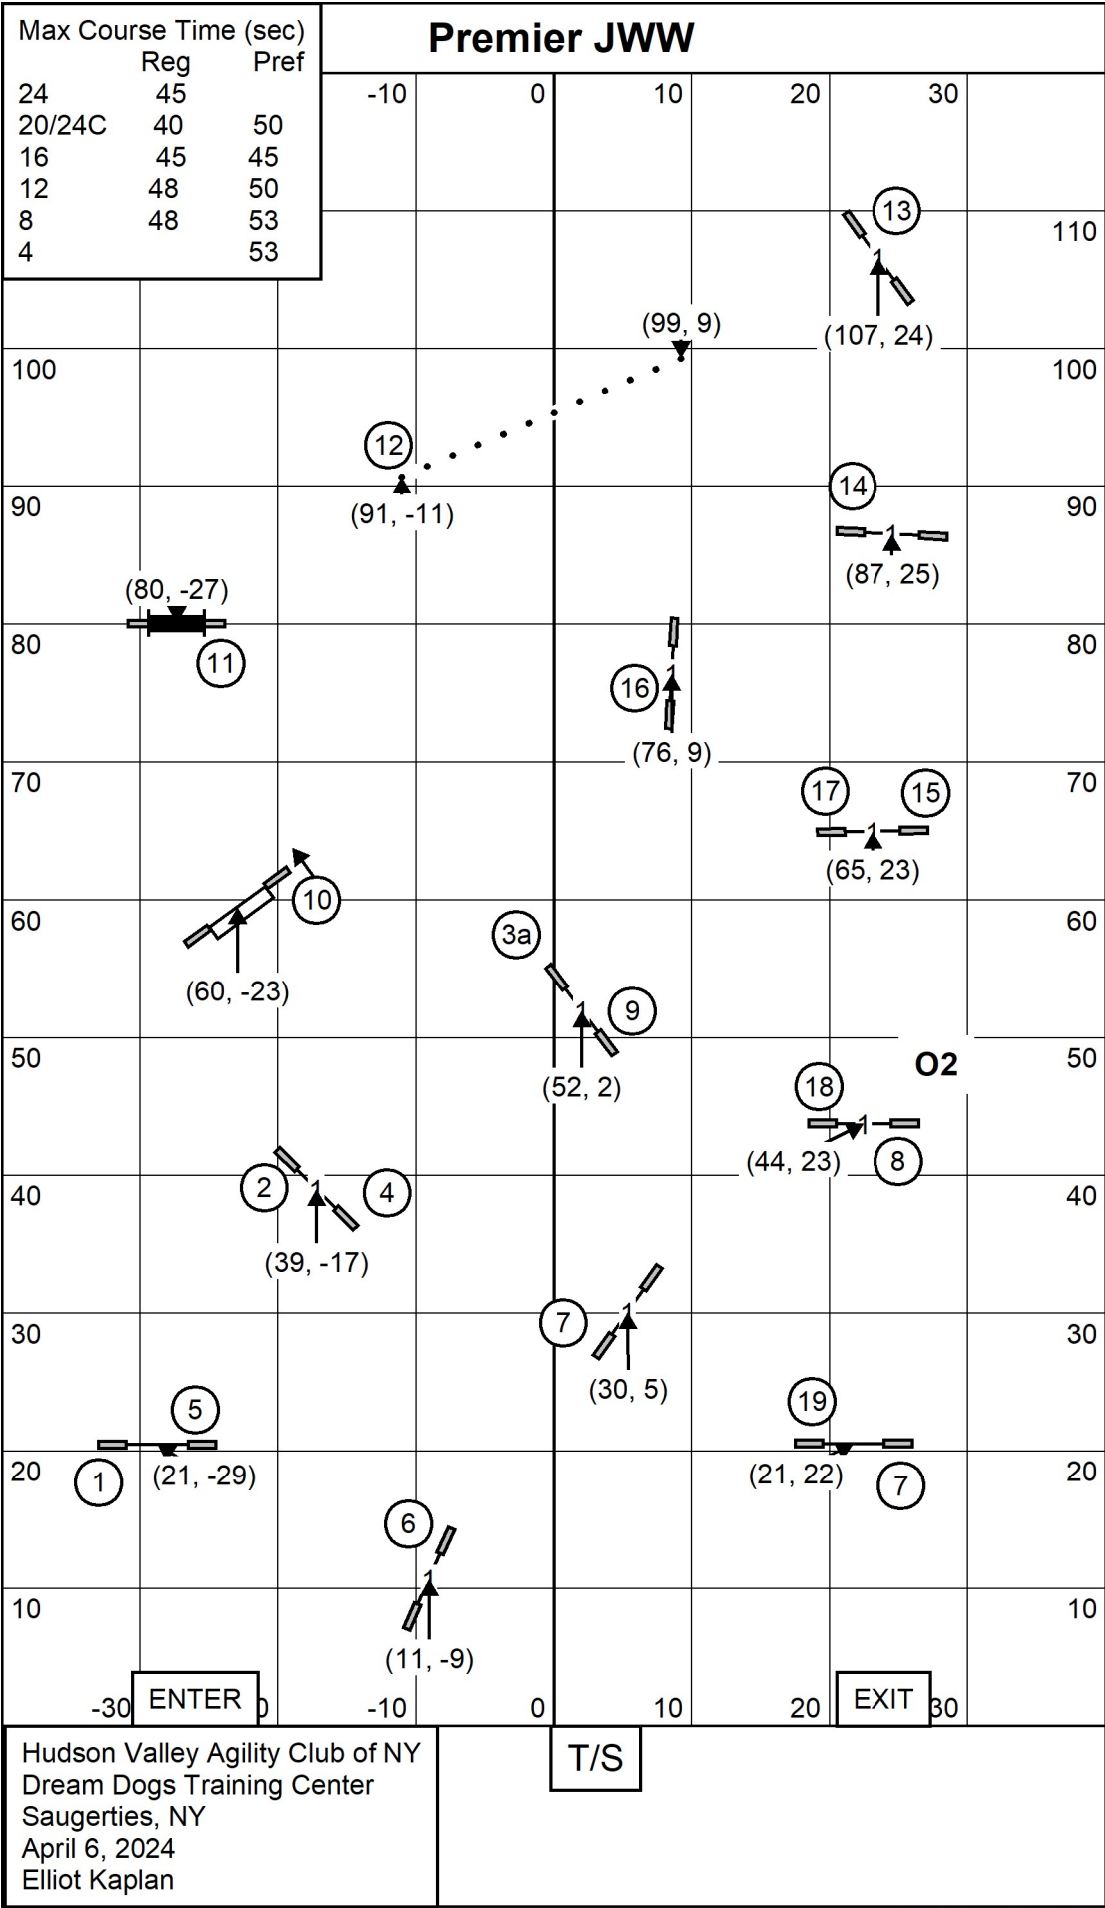 Premier JWW
Max Course Time (sec)
Reg Pref
24 45
20/24C 40 50
16 45 45
12 48 50
8 48 53
4 53
-10 0 10 20 30
13
110
(99, 9)
(107, 24)
100 100
12
14
90 (91, -11) 90
(87, 25)
(80, -27)
80 80
11
16
(76, 9)
70 70
17 15
(65, 23)
10
60 60
3a
(60, -23)
9
50 50
O2
(52, 2)
18
(44, 23) 8
2 4
40 40
(39, -17)
7
30 30
(30, 5)
5 19
20 20
1 (21, -29) (21, 22) 7
6
10 10
(11, -9)
-30 ENTER 0 -10 0 10 20 EXIT 30
T/S
Hudson Valley Agility Club of NY
Dream Dogs Training Center
Saugerties, NY
April 6, 2024
Elliot Kaplan